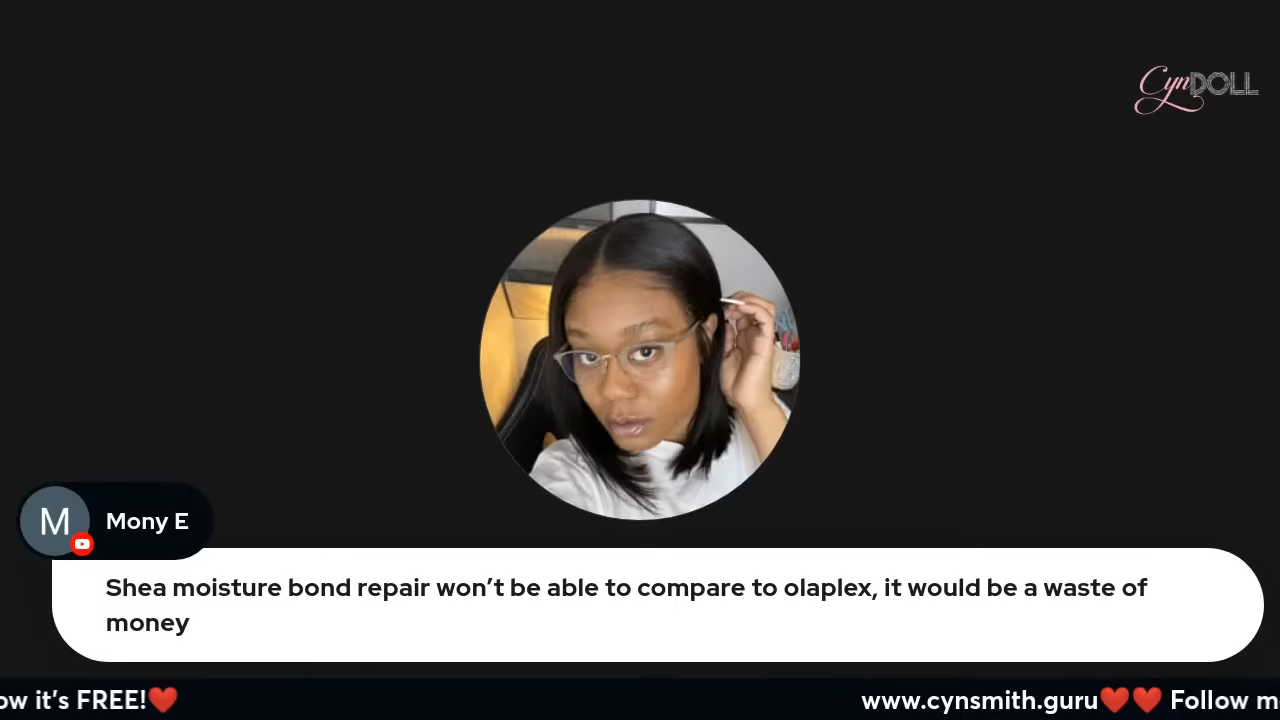 CynDOLL
M
Mony E
Shea moisture bond repair won’t be able to compare to olaplex, it would be a waste of
money
ow it’s FREE!❤️ www.cynsmith.guru❤️❤️ Follow m